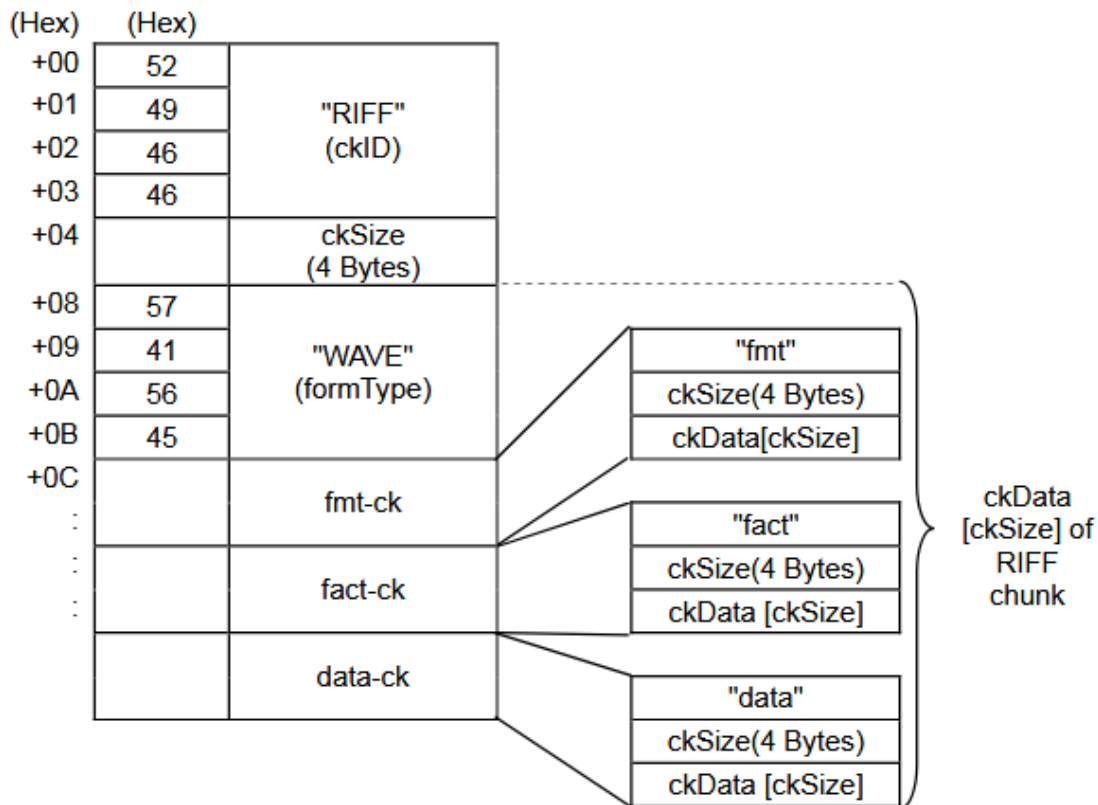 (Hex) (Hex)
+00 52
+01 49
"RIFF"
(ckID)
+02 46
+03 46
+04 ckSize
(4 Bytes)
+08 57
+09 41
"WAVE"
(formType)
+0A 56
+0B 45
+0C
:
fmt-ck
:
:
fact-ck
data-ck
"fmt"
ckSize(4 Bytes)
ckData[ckSize]
"fact"
ckSize(4 Bytes)
ckData [ckSize]
"data"
ckSize(4 Bytes)
ckData [ckSize]
ckData
[ckSize] of
RIFF
chunk